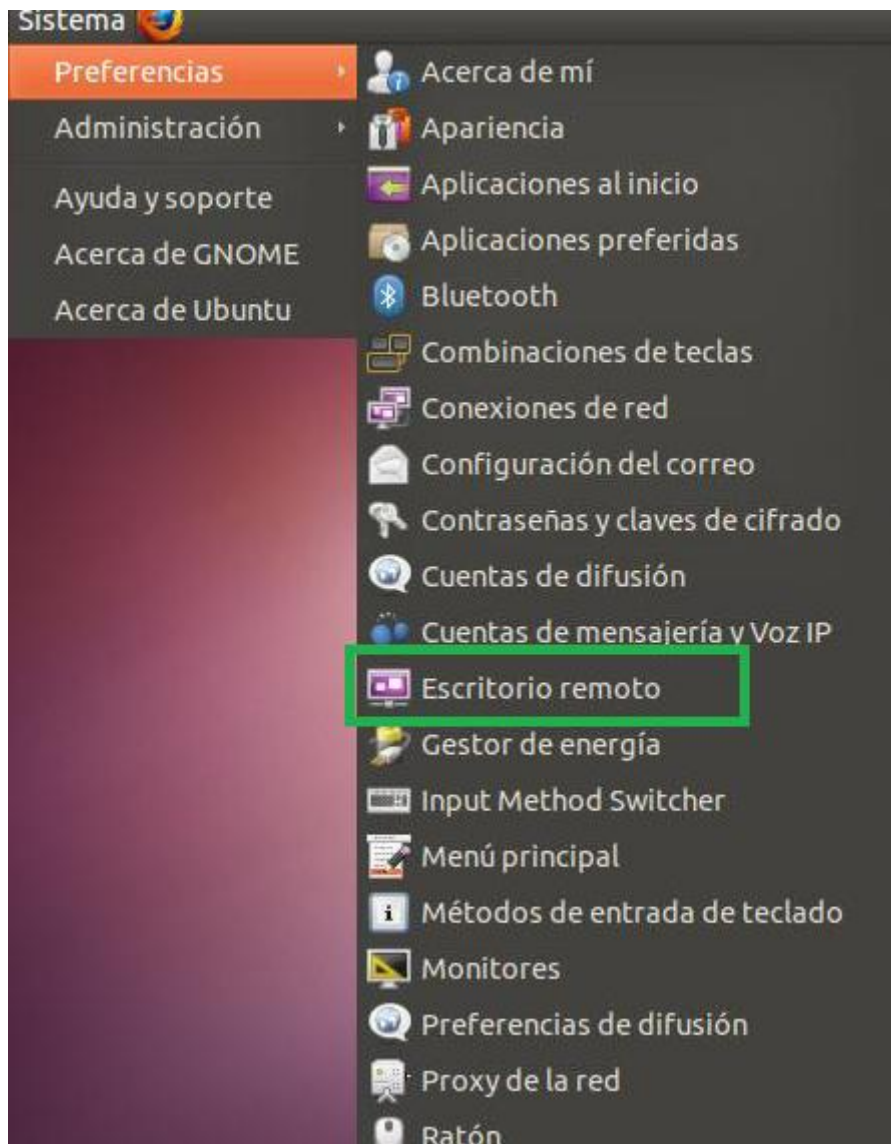 Sistema
Preferencias
Administración
Ayuda y soporte
Acerca de GNOME
Acerca de Ubuntu
Acerca de mí
Apariencia
Aplicaciones al inicio
Aplicaciones preferidas
Bluetooth
Combinaciones de teclas
Conexiones de red
Configuración del correo
Contraseñas y claves de cifrado
Cuentas de difusión
Cuentas de mensajería y Voz IP
Escritorio remoto
Gestor de energía
Input Method Switcher
Menú principal
Métodos de entrada de teclado
Monitores
Preferencias de difusión
Proxy de la red
Ratón